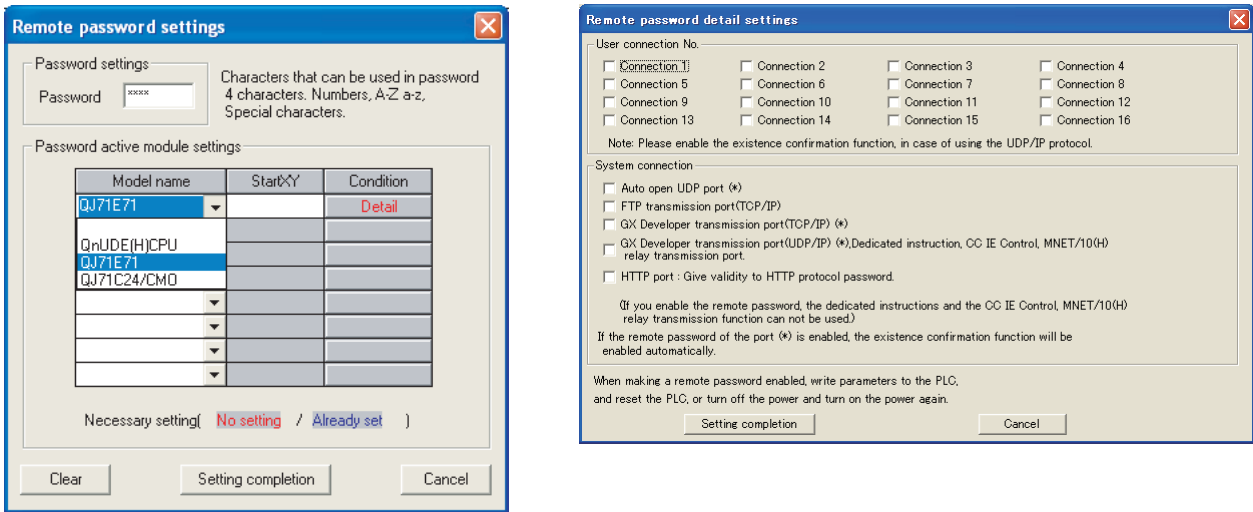 Remote password settings
Password settings
Password
xxxx
Characters that can be used in password
4 characters. Numbers, A-Z a-z,
Special characters.
Password active module settings
Model name StartXY Condition
QJ71E71 Detail
QnUDE(H)CPU
QJ71E71
QJ71C24/CMO
Necessary setting( No setting / Already set )
Clear Setting completion Cancel
Remote password detail settings
User connection No.
Connection 1 Connection 2 Connection 3 Connection 4
Connection 5 Connection 6 Connection 7 Connection 8
Connection 9 Connection 10 Connection 11 Connection 12
Connection 13 Connection 14 Connection 15 Connection 16
Note: Please enable the existence confirmation function, in case of using the UDP/IP protocol.
System connection
Auto open UDP port (*)
FTP transmission port(TCP/IP)
GX Developer transmission port(TCP/IP) (*)
GX Developer transmission port(UDP/IP) (*),Dedicated instruction, CC IE Control, MNET/10(H)
relay transmission port.
HTTP port : Give validity to HTTP protocol password.
(If you enable the remote password, the dedicated instructions and the CC IE Control, MNET/10(H)
relay transmission function can not be used.)
If the remote password of the port (*) is enabled, the existence confirmation function will be
enabled automatically.
When making a remote password enabled, write parameters to the PLC,
and reset the PLC, or turn off the power and turn on the power again.
Setting completion Cancel